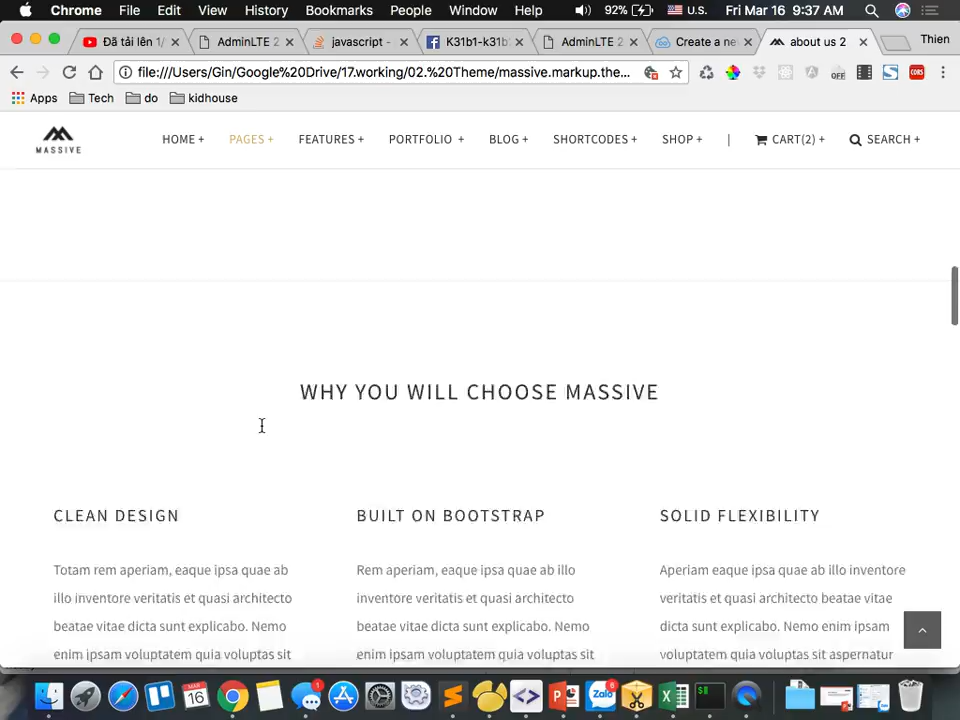 Chrome File Edit View History Bookmarks People Window Help 92% U.S. Fri Mar 16 9:37 AM
Đã tải lên 1/ AdminLTE 2 javascript - K31b1-k31b AdminLTE 2 Create a ne about us 2 Thien
file:///Users/Gin/Google%20Drive/17.working/02.%20Theme/massive.markup.the... OFF CORS
Apps Tech do kidhouse
MASSIVE HOME + PAGES + FEATURES + PORTFOLIO + BLOG + SHORTCODES + SHOP + | CART(2) + SEARCH +
WHY YOU WILL CHOOSE MASSIVE
CLEAN DESIGN
Totam rem aperiam, eaque ipsa quae ab
illo inventore veritatis et quasi architecto
beatae vitae dicta sunt explicabo. Nemo
enim ipsam voluptatem quia voluptas sit
BUILT ON BOOTSTRAP
Rem aperiam, eaque ipsa quae ab illo
inventore veritatis et quasi architecto
beatae vitae dicta sunt explicabo. Nemo
enim ipsam voluptatem quia voluptas sit
SOLID FLEXIBILITY
Aperiam eaque ipsa quae ab illo inventore
veritatis et quasi architecto beatae vitae
dicta sunt explicabo. Nemo enim ipsam
voluptatem quia voluptas sit aspernatur
MAR
16
1
Zalo
6